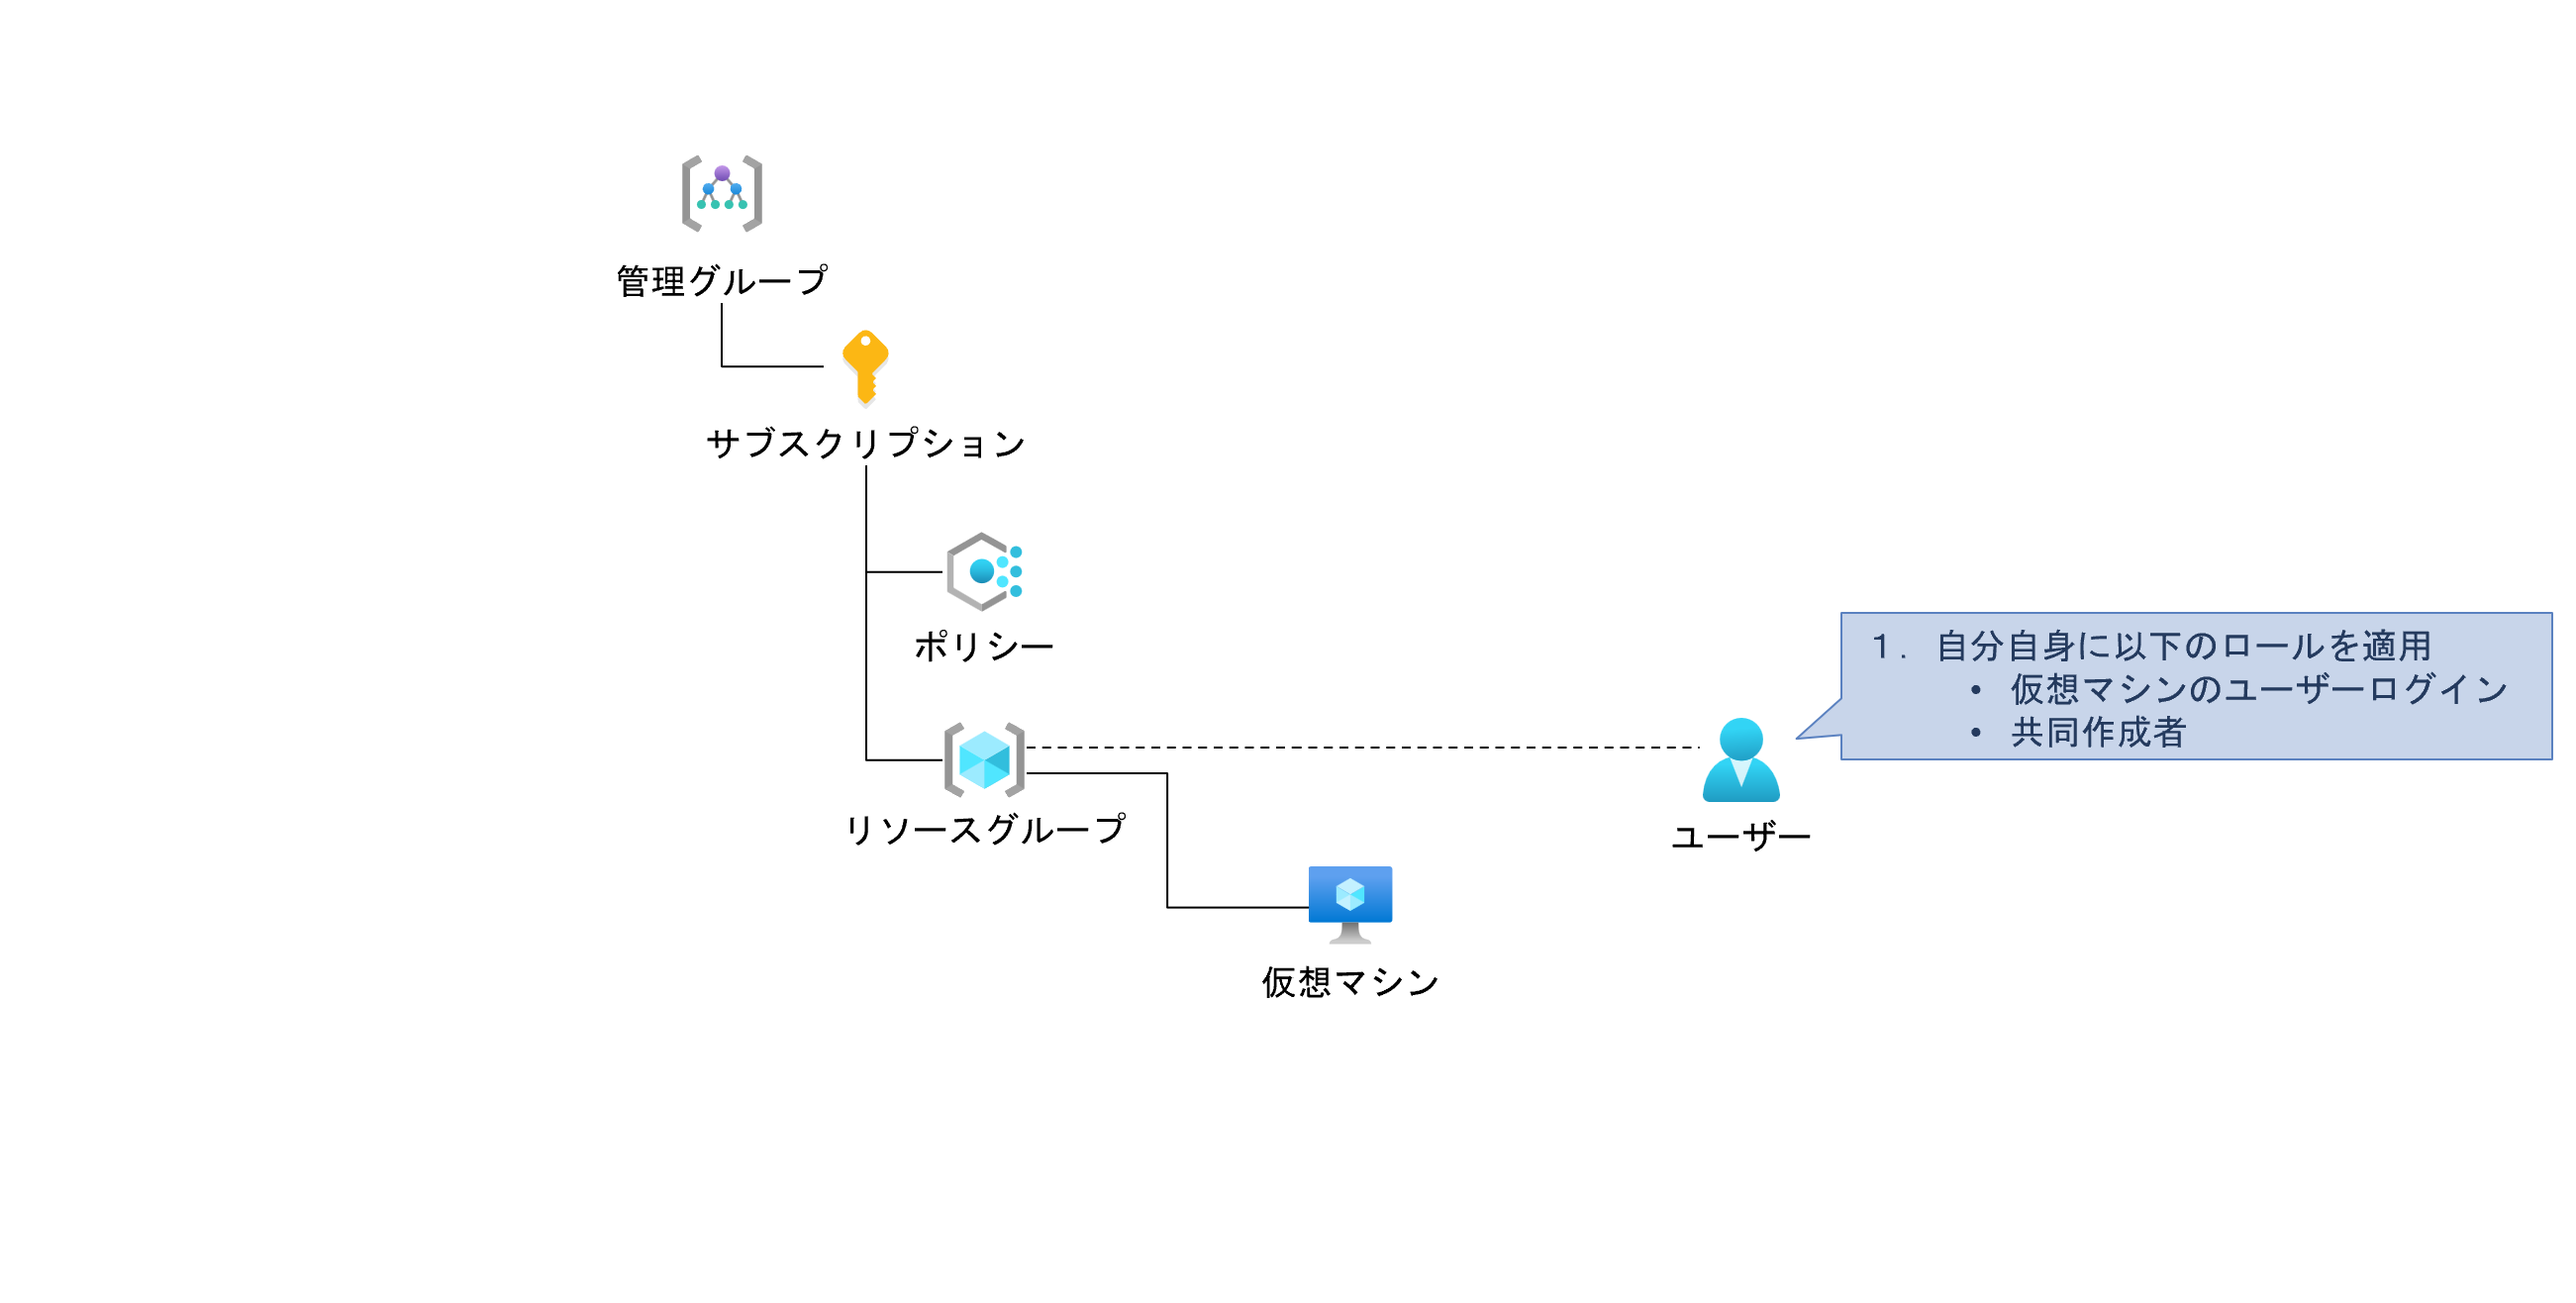 管理グループ
サブスクリプション
ポリシー
リソースグループ
仮想マシン
ユーザー
1. 自分自身に以下のロールを適用
• 仮想マシンのユーザーログイン
• 共同作成者